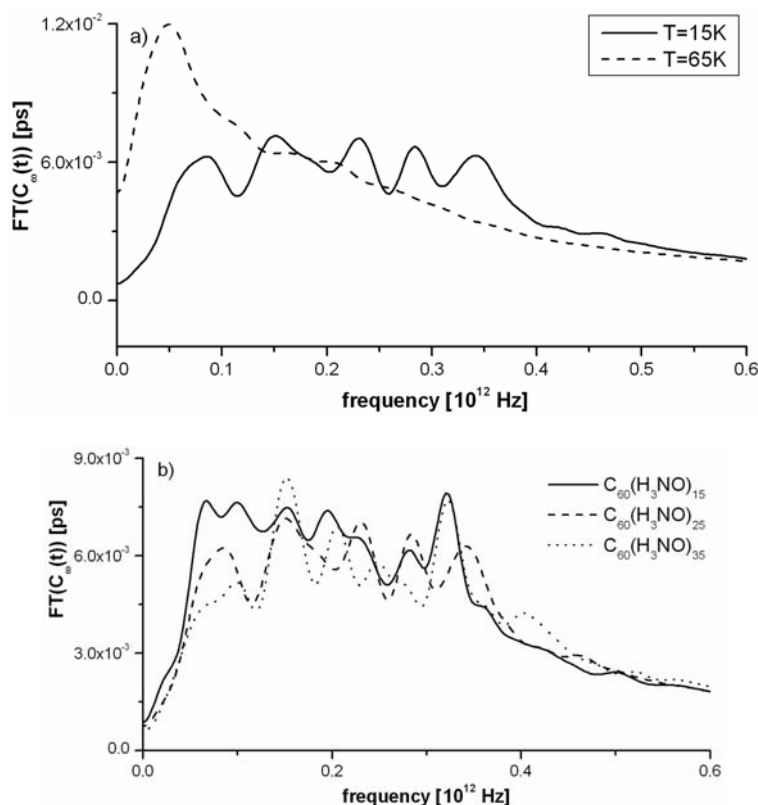 a)
T=15K
T=65K
1.2x10⁻²
6.0x10⁻³
0.0
FT(C_ω(t)) [ps]
0.0 0.1 0.2 0.3 0.4 0.5 0.6
frequency [10¹² Hz]
b)
C₆₀(H₃NO)₁₅
C₆₀(H₃NO)₂₅
C₆₀(H₃NO)₃₅
9.0x10⁻³
6.0x10⁻³
3.0x10⁻³
0.0
FT(C_ω(t)) [ps]
0.0 0.2 0.4 0.6
frequency [10¹² Hz]